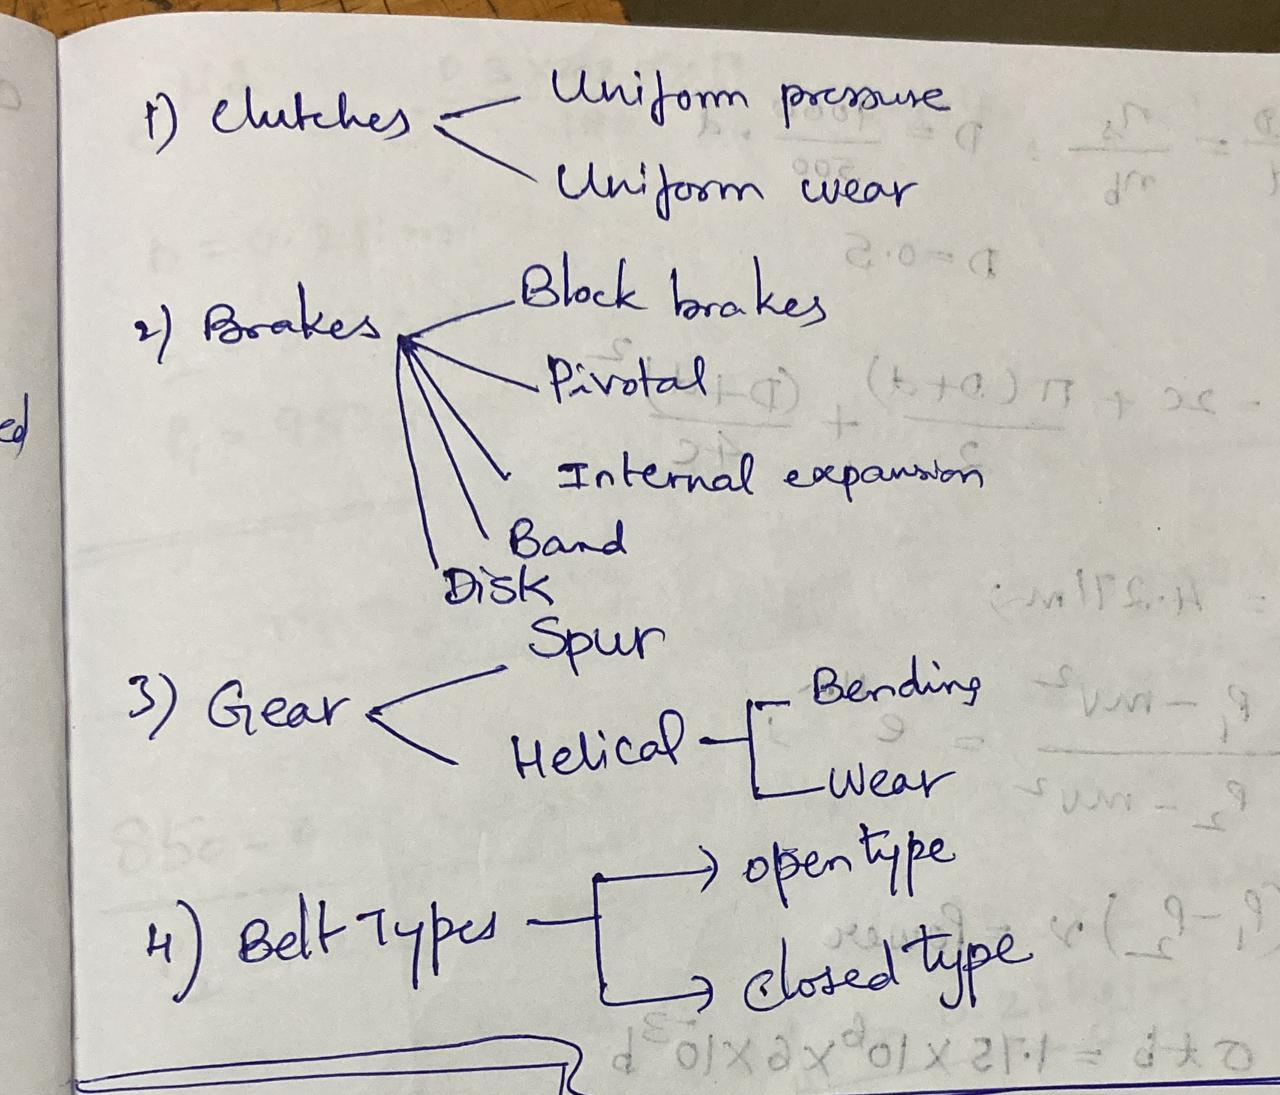 1) Clutches
Uniform pressure
Uniform wear
2) Brakes
Block brakes
Pivotal
Internal expansion
Band
Disk
3) Gear
Spur
Helical
Bending
Wear
4) Belt Types
open type
closed type
ed